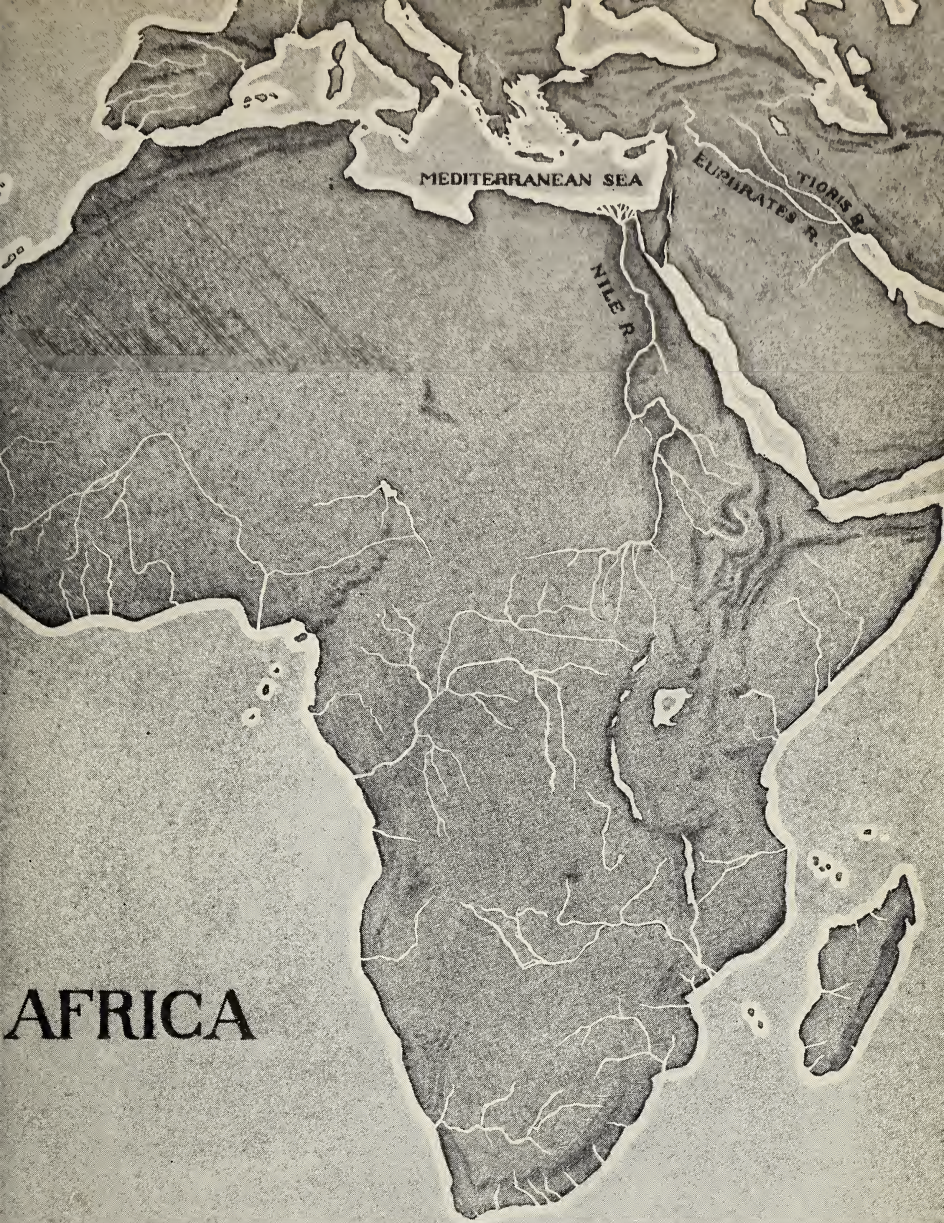 MEDITERRANEAN SEA
EUPHRATES R.
TIGRIS R.
NILE R.
AFRICA